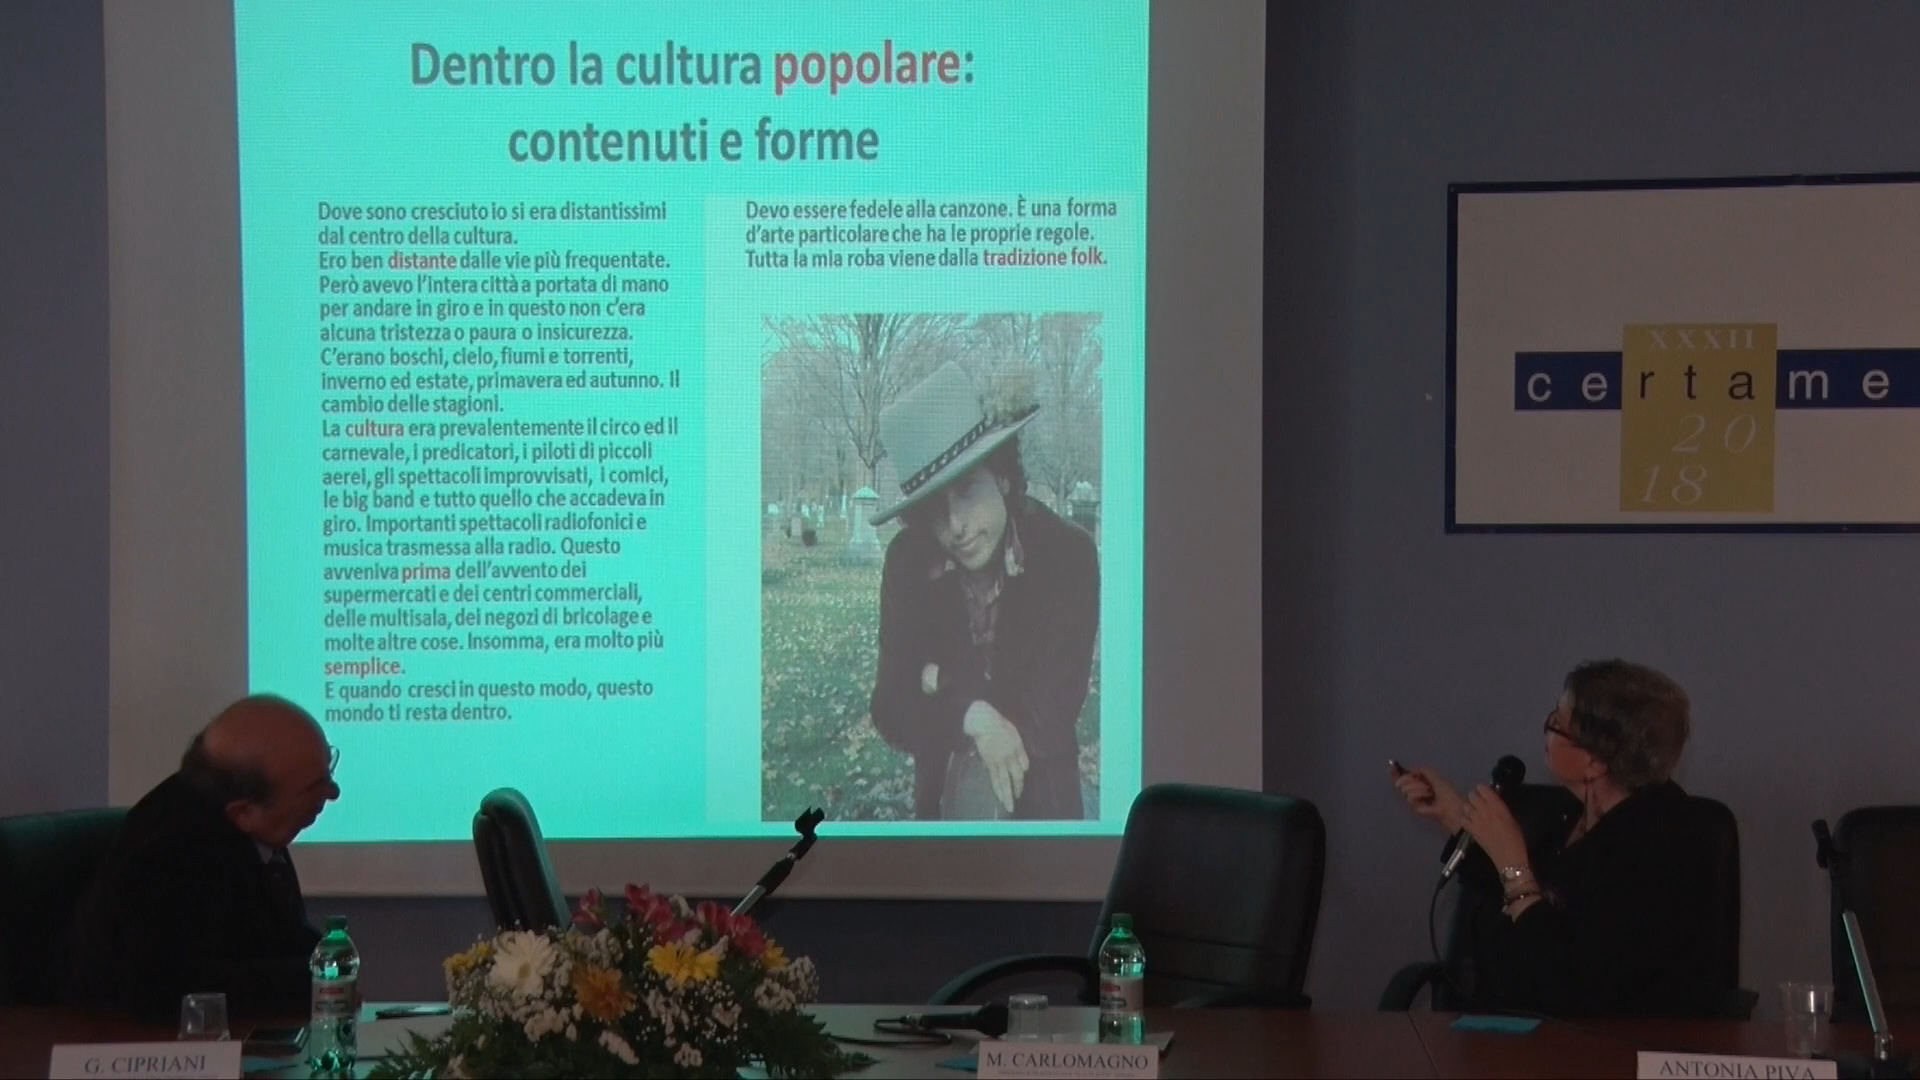 Dentro la cultura popolare:
contenuti e forme
Dove sono cresciuto io si era distantissimi
dal centro della cultura.
Ero ben distante dalle vie più frequentate.
Però avevo l'intera città a portata di mano
per andare in giro e in questo non c'era
alcuna tristezza o paura o insicurezza.
C'erano boschi, cielo, fiumi e torrenti,
inverno ed estate, primavera ed autunno. Il
cambio delle stagioni.
La cultura era prevalentemente il circo ed il
carnevale, i predicatori, i piloti di piccoli
aerei, gli spettacoli improvvisati, i comici,
le big band e tutto quello che accadeva in
giro. Importanti spettacoli radiofonici e
musica trasmessa alla radio. Questo
avveniva prima dell'avvento dei
supermercati e dei centri commerciali,
delle multisala, dei negozi di bricolage e
molte altre cose. Insomma, era molto più
semplice.
E quando cresci in questo modo, questo
mondo ti resta dentro.
Devo essere fedele alla canzone. È una forma
d'arte particolare che ha le proprie regole.
Tutta la mia roba viene dalla tradizione folk.
XXXII
certame
20
18
G. CIPRIANI
M. CARLOMAGNO
ANTONIA PIVA